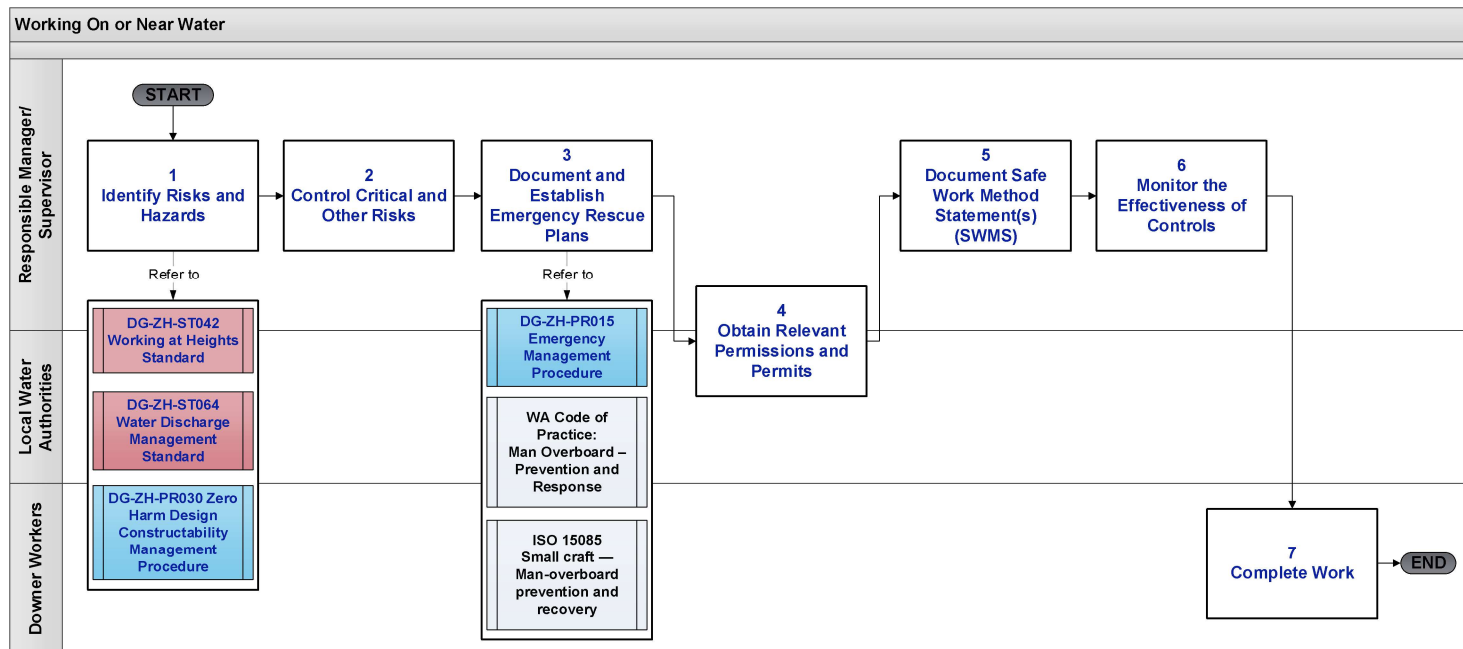 Working On or Near Water
Responsible Manager/
Supervisor
START
1
Identify Risks and
Hazards
2
Control Critical and
Other Risks
3
Document and
Establish
Emergency Rescue
Plans
5
Document Safe
Work Method
Statement(s)
(SWMS)
6
Monitor the
Effectiveness of
Controls
Refer to
Refer to
4
Obtain Relevant
Permissions and
Permits
DG-ZH-ST042
Working at Heights
Standard
DG-ZH-PR015
Emergency
Management
Procedure
Local Water
Authorities
DG-ZH-ST064
Water Discharge
Management
Standard
WA Code of
Practice:
Man Overboard –
Prevention and
Response
Downer Workers
DG-ZH-PR030 Zero
Harm Design
Constructability
Management
Procedure
ISO 15085
Small craft —
Man-overboard
prevention and
recovery
7
Complete Work
END